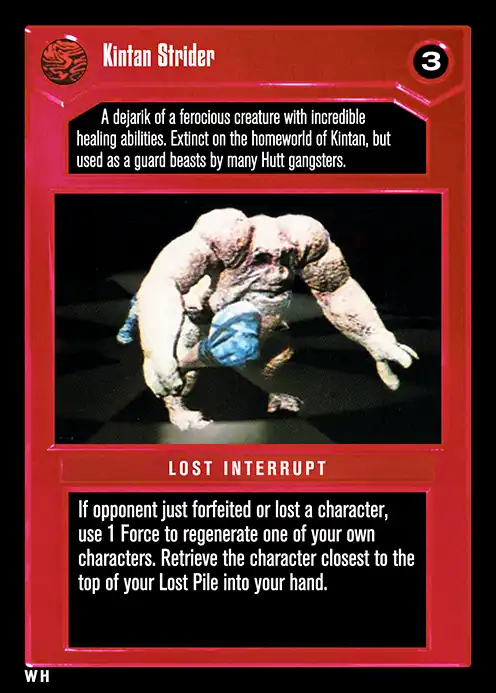 Kintan Strider
3
A dejarik of a ferocious creature with incredible
healing abilities. Extinct on the homeworld of Kintan, but
used as a guard beasts by many Hutt gangsters.
LOST INTERRUPT
If opponent just forfeited or lost a character,
use 1 Force to regenerate one of your own
characters. Retrieve the character closest to the
top of your Lost Pile into your hand.
WH